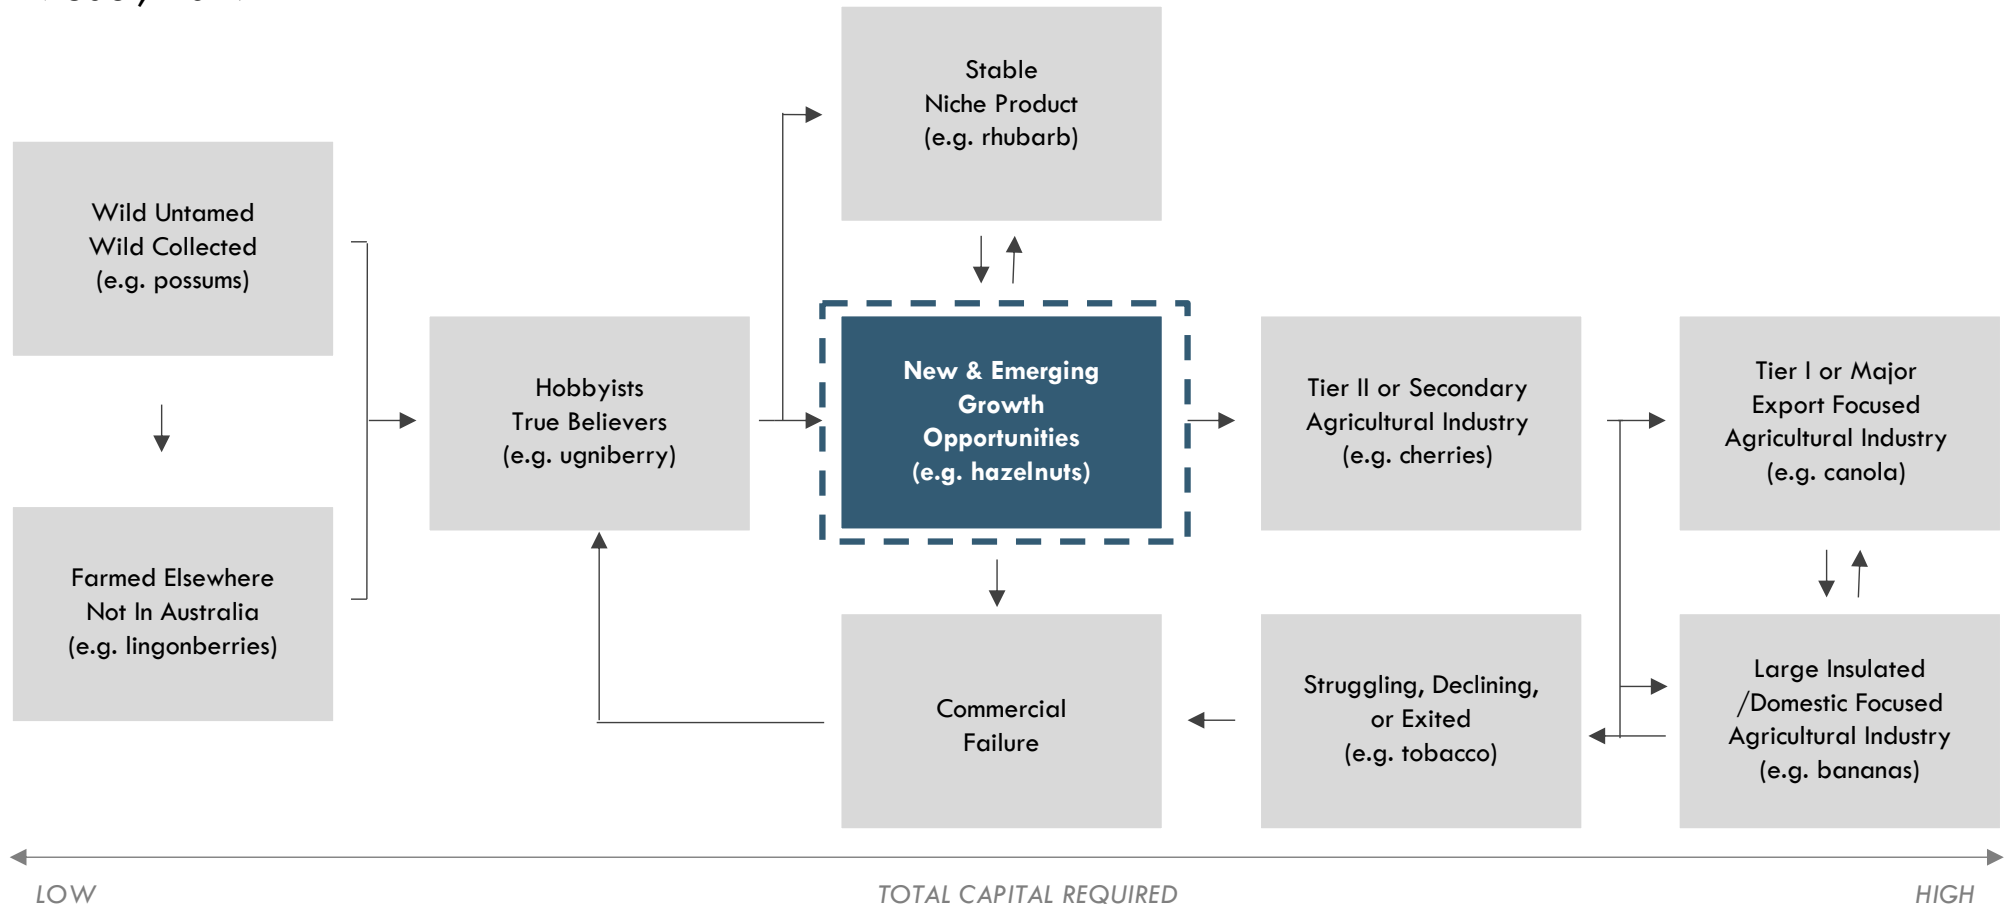 Stable
Niche Product
(e.g. rhubarb)
Wild Untamed
Wild Collected
(e.g. possums)
Hobbyists
True Believers
(e.g. ugniberry)
New & Emerging
Growth
Opportunities
(e.g. hazelnuts)
Tier II or Secondary
Agricultural Industry
(e.g. cherries)
Tier I or Major
Export Focused
Agricultural Industry
(e.g. canola)
Farmed Elsewhere
Not In Australia
(e.g. lingonberries)
Commercial
Failure
Struggling, Declining,
or Exited
(e.g. tobacco)
Large Insulated
/Domestic Focused
Agricultural Industry
(e.g. bananas)
LOW
TOTAL CAPITAL REQUIRED
HIGH